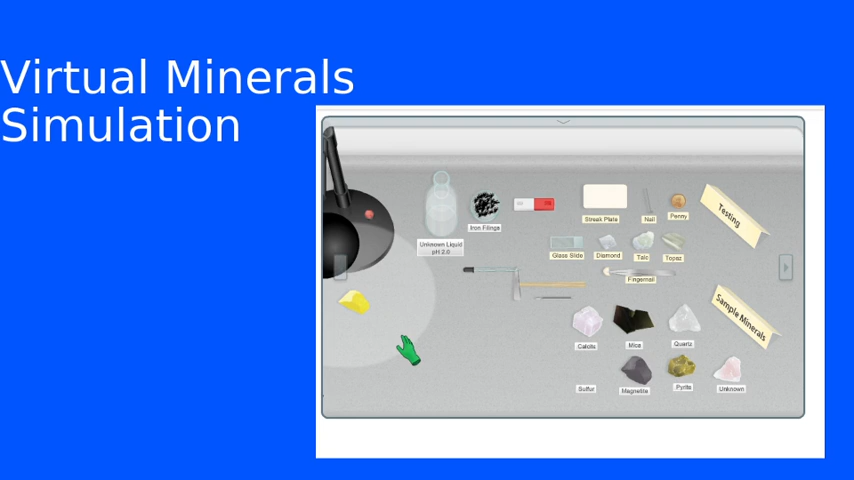 Virtual Minerals
Simulation
Unknown Liquid
pH 2.0
Iron Filings
Streak Plate
Nail
Penny
Testing
Glass Slide
Diamond
Talc
Topaz
Fingernail
Sample Minerals
Calcite
Mica
Quartz
Sulfur
Magnetite
Pyrite
Unknown